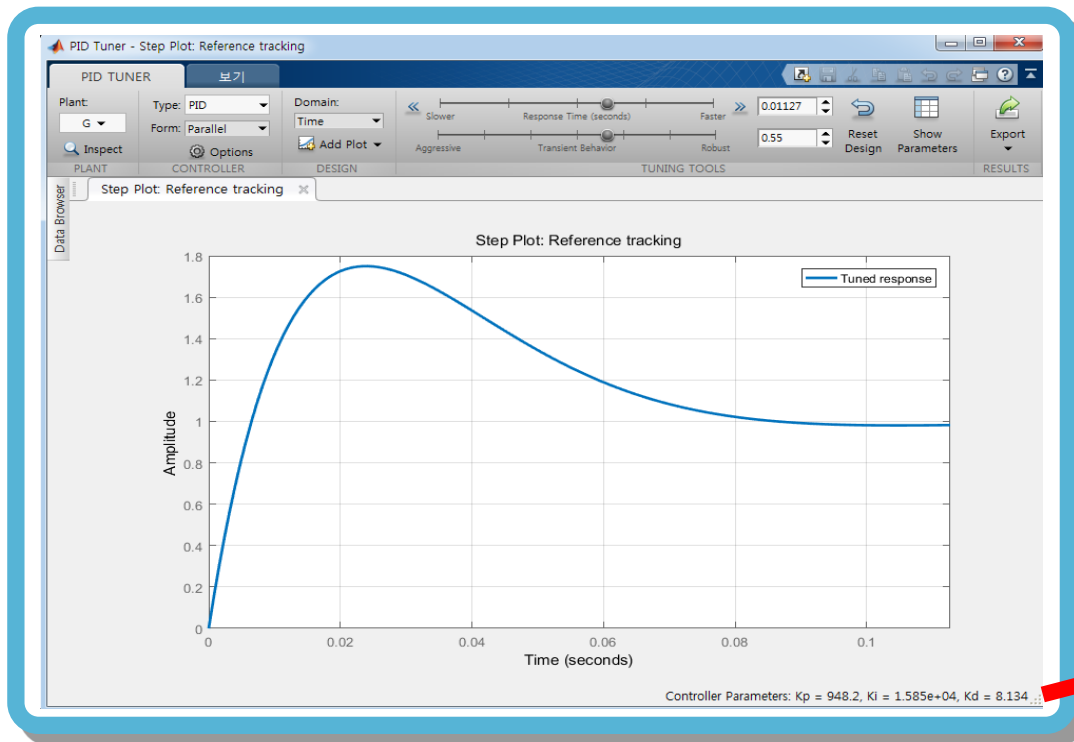 PID Tuner - Step Plot: Reference tracking
PID TUNER 보기
Plant:
G
Inspect
PLANT
Type: PID
Form: Parallel
Options
CONTROLLER
Domain:
Time
Add Plot
DESIGN
Slower Response Time (seconds) Faster 0.01127
Aggressive Transient Behavior Robust 0.55
Reset Design
Show Parameters
TUNING TOOLS
Export
RESULTS
Data Browser
Step Plot: Reference tracking
Step Plot: Reference tracking
Tuned response
1.8
1.6
1.4
1.2
1
0.8
0.6
0.4
0.2
0
Amplitude
0 0.02 0.04 0.06 0.08 0.1
Time (seconds)
Controller Parameters: Kp = 948.2, Ki = 1.585e+04, Kd = 8.134